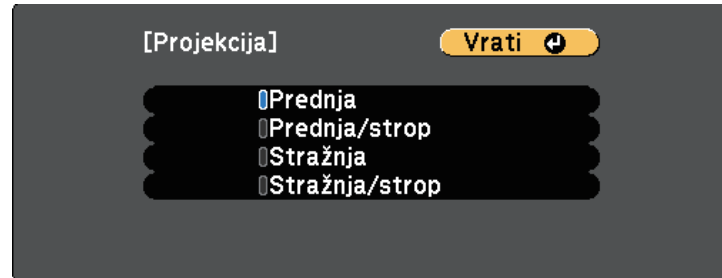 [Projekcija]
Vrati
Prednja
Prednja/strop
Stražnja
Stražnja/strop